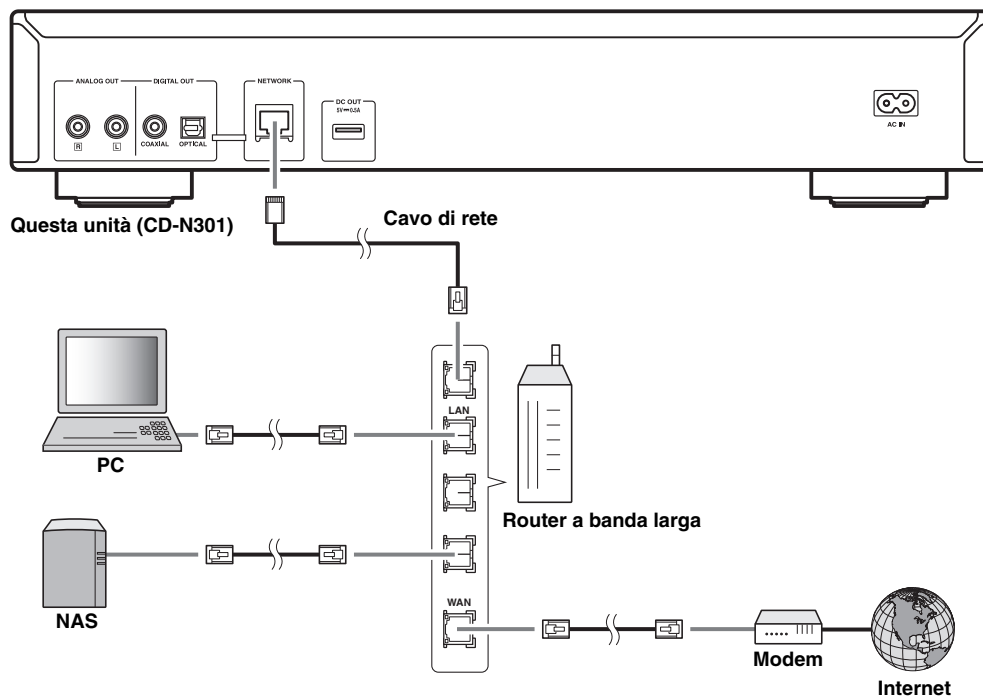 ANALOG OUT
DIGITAL OUT
NETWORK
DC OUT
5V 0.5A
R
L
COAXIAL
OPTICAL
AC IN
Questa unità (CD-N301)
Cavo di rete
LAN
PC
Router a banda larga
WAN
NAS
Modem
Internet